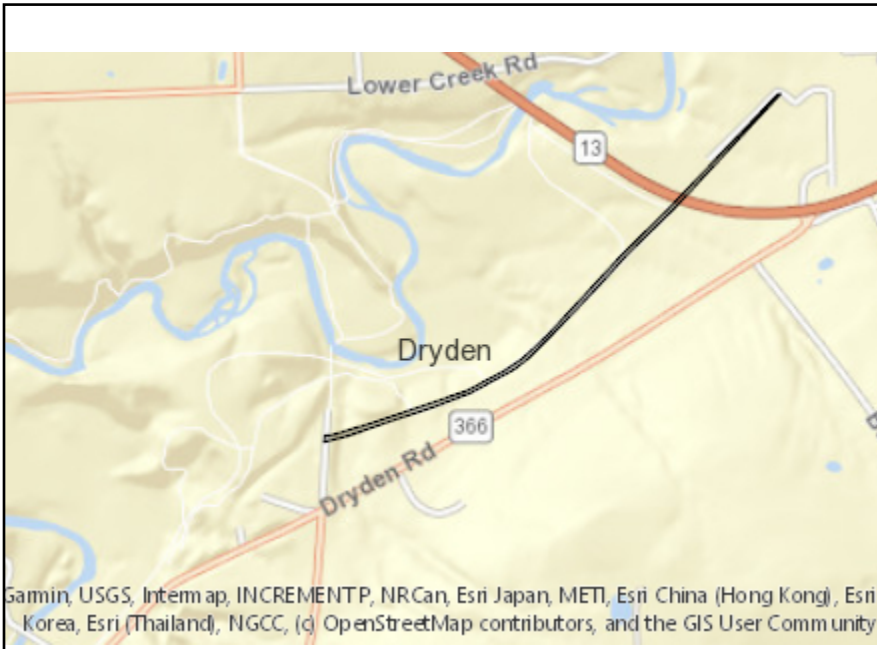 Lower Creek Rd
13
Dryden
366
Dryden Rd
Garmin, USGS, Intermap, INCREMENT P, NRCan, Esri Japan, METI, Esri China (Hong Kong), Esri
Korea, Esri (Thailand), NGCC, (c) OpenStreetMap contributors, and the GIS User Community